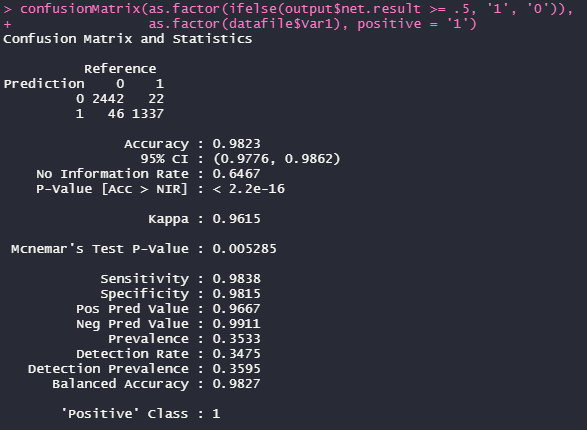 > confusionMatrix(as.factor(ifelse(output$net.result >= .5, '1', '0')),
+                 as.factor(datafile$Var1), positive = '1')
Confusion Matrix and Statistics

          Reference
Prediction    0    1
         0 2442   22
         1   46 1337

               Accuracy : 0.9823
                 95% CI : (0.9776, 0.9862)
    No Information Rate : 0.6467
    P-Value [Acc > NIR] : < 2.2e-16

                  Kappa : 0.9615

 Mcnemar's Test P-Value : 0.005285

            Sensitivity : 0.9838
            Specificity : 0.9815
         Pos Pred Value : 0.9667
         Neg Pred Value : 0.9911
             Prevalence : 0.3533
         Detection Rate : 0.3475
   Detection Prevalence : 0.3595
      Balanced Accuracy : 0.9827

       'Positive' Class : 1